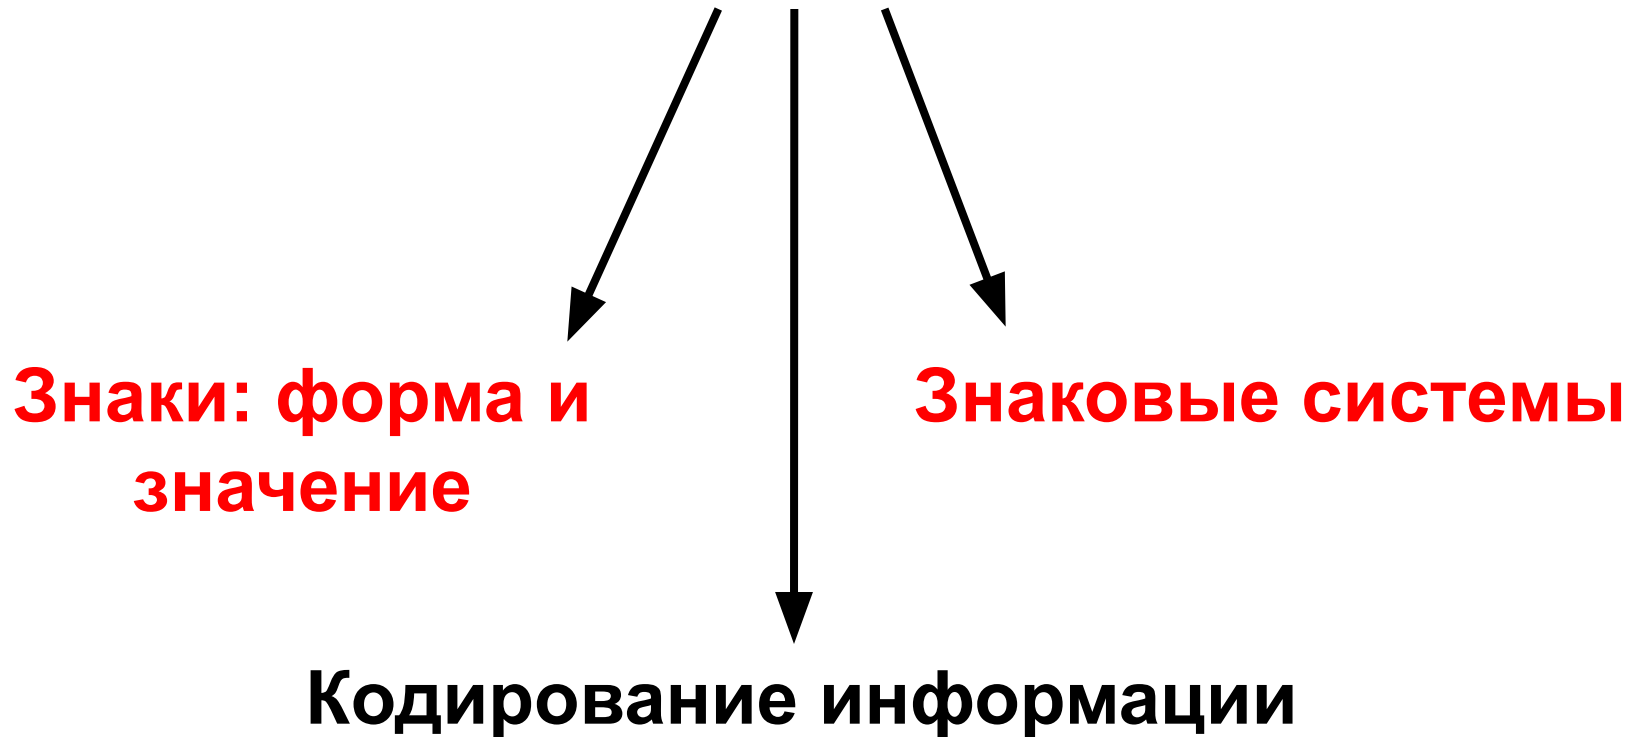 Знаки: форма и
значение
Знаковые системы
Кодирование информации